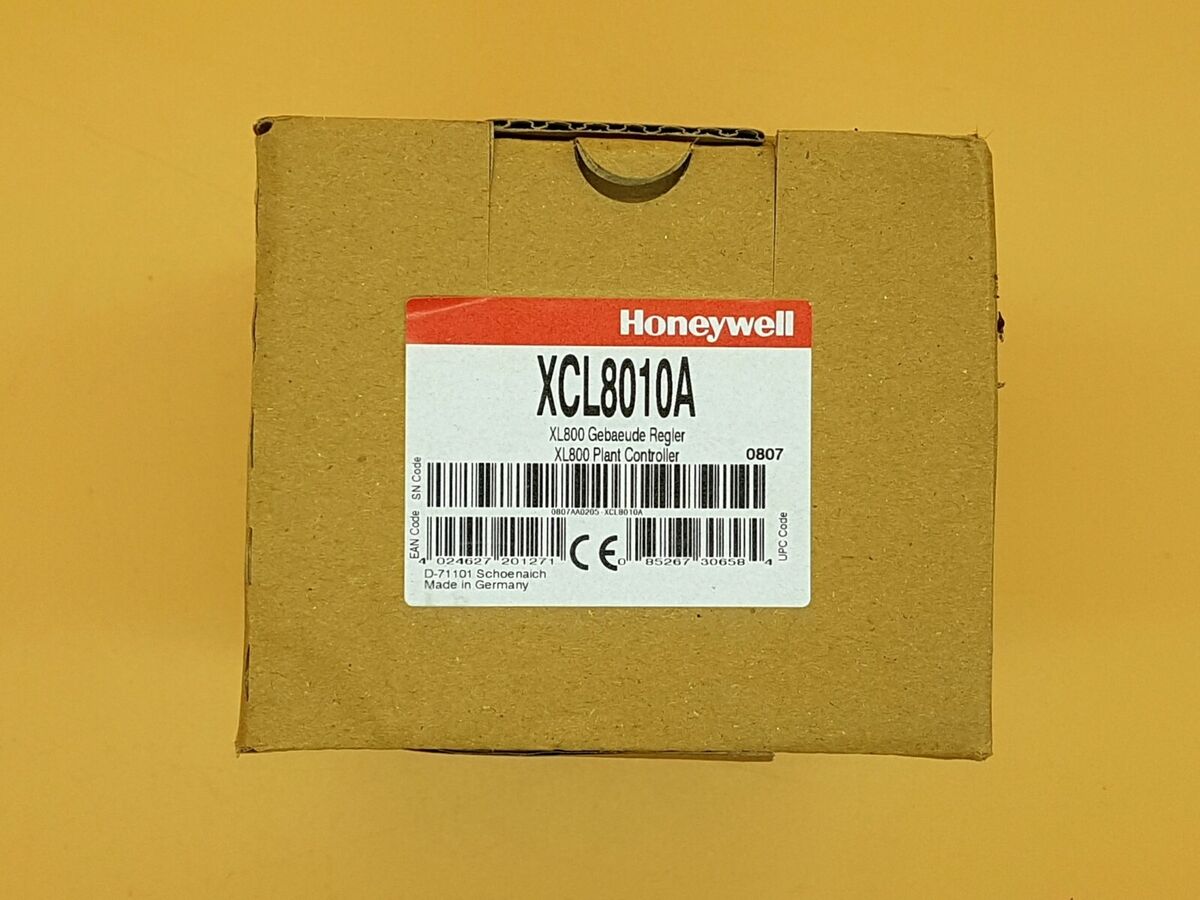 Honeywell
XCL8010A
XL800 Gebaeude Regler
XL800 Plant Controller
0807
SN Code
0807AA0205-XCL8010A
EAN Code
4 024627 201271
CE
0 85267 30658 4
UPC Code
D-71101 Schoenaich
Made in Germany